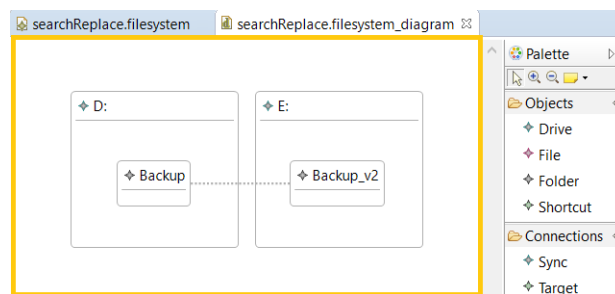 searchReplace.filesystem
searchReplace.filesystem_diagram
D:
E:
Backup
Backup_v2
Palette
Objects
Drive
File
Folder
Shortcut
Connections
Sync
Target